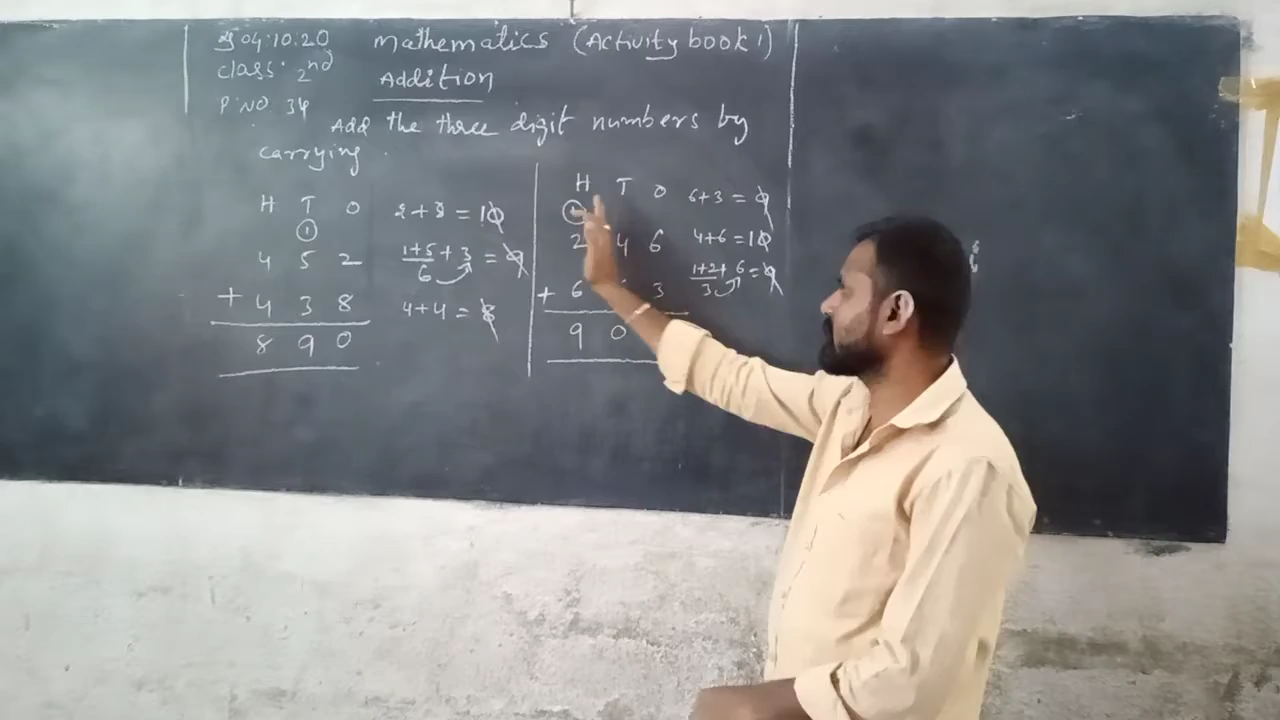 04.10.20 Mathematics (Activity book 1)
Class: 2nd Addition
P.NO 34
Add the three digit numbers by
carrying.
H T O 2+8 = 10
1
4 5 2 1+5+3 = 9
6
+ 4 3 8 4+4 = 8
8 9 0
H T O 6+3 = 9
1
2 4 6 4+6 = 10
1+2+6 = 9
3
+ 6 3
9 0